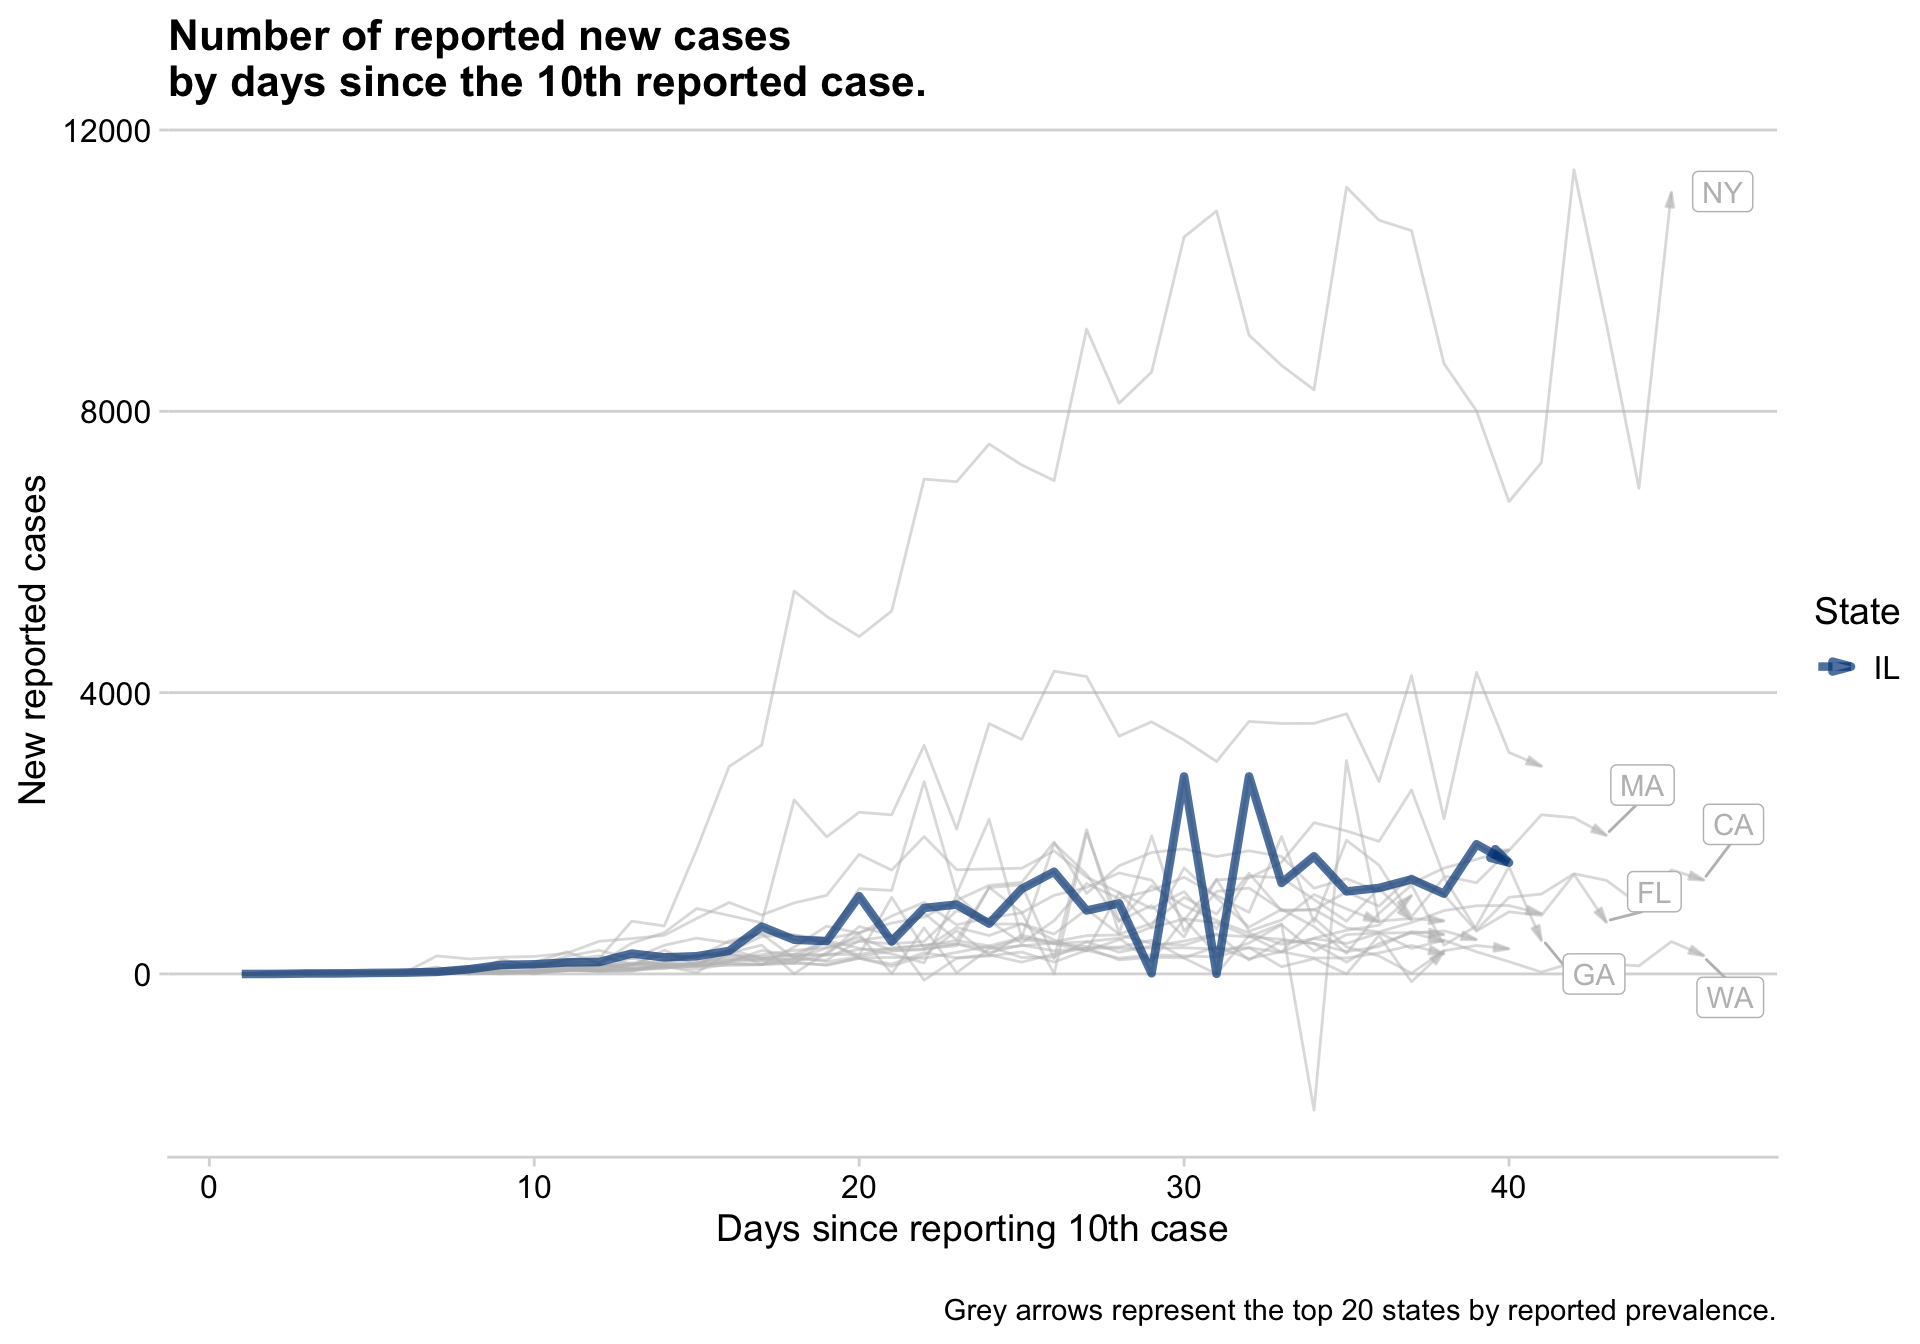 Number of reported new cases
by days since the 10th reported case.
12000
8000
4000
0
New reported cases
NY
MA
CA
FL
GA
WA
State
IL
0
10
20
30
40
Days since reporting 10th case
Grey arrows represent the top 20 states by reported prevalence.